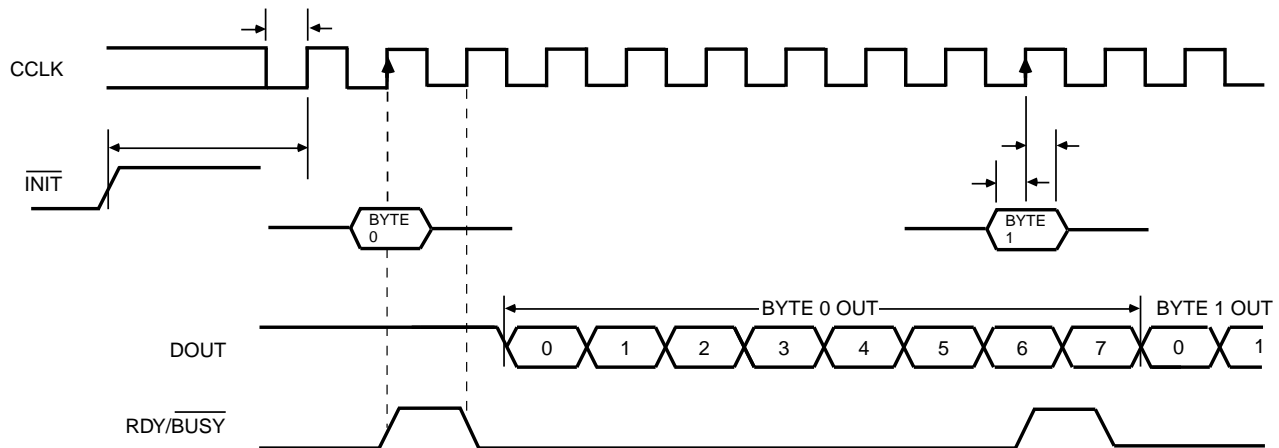 CCLK
INIT
BYTE
0
BYTE
1
BYTE 0 OUT
BYTE 1 OUT
DOUT
0 1 2 3 4 5 6 7 0 1
RDY/BUSY